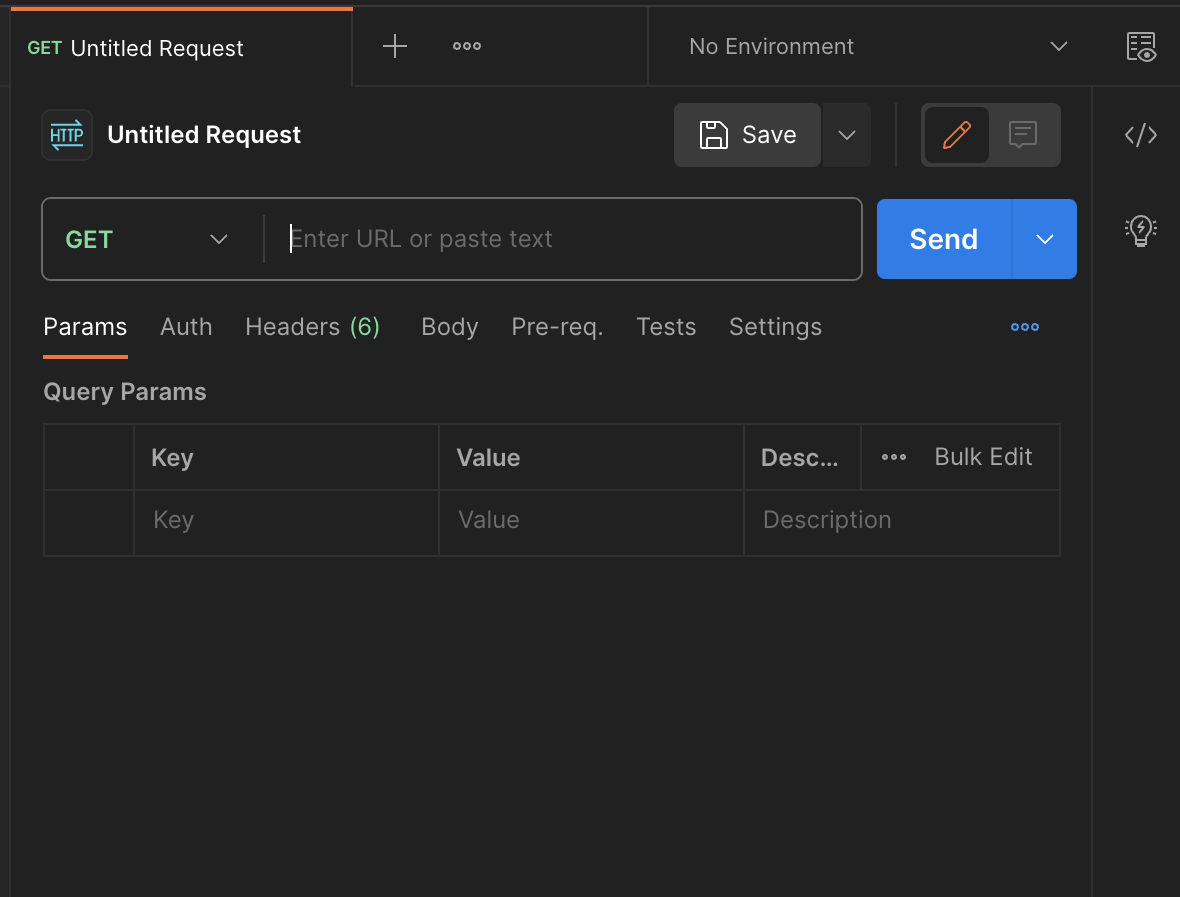 GET Untitled Request
No Environment
HTTP Untitled Request
Save
GET
Enter URL or paste text
Send
Params Auth Headers (6) Body Pre-req. Tests Settings
Query Params
Key Value Desc... Bulk Edit
Key Value Description